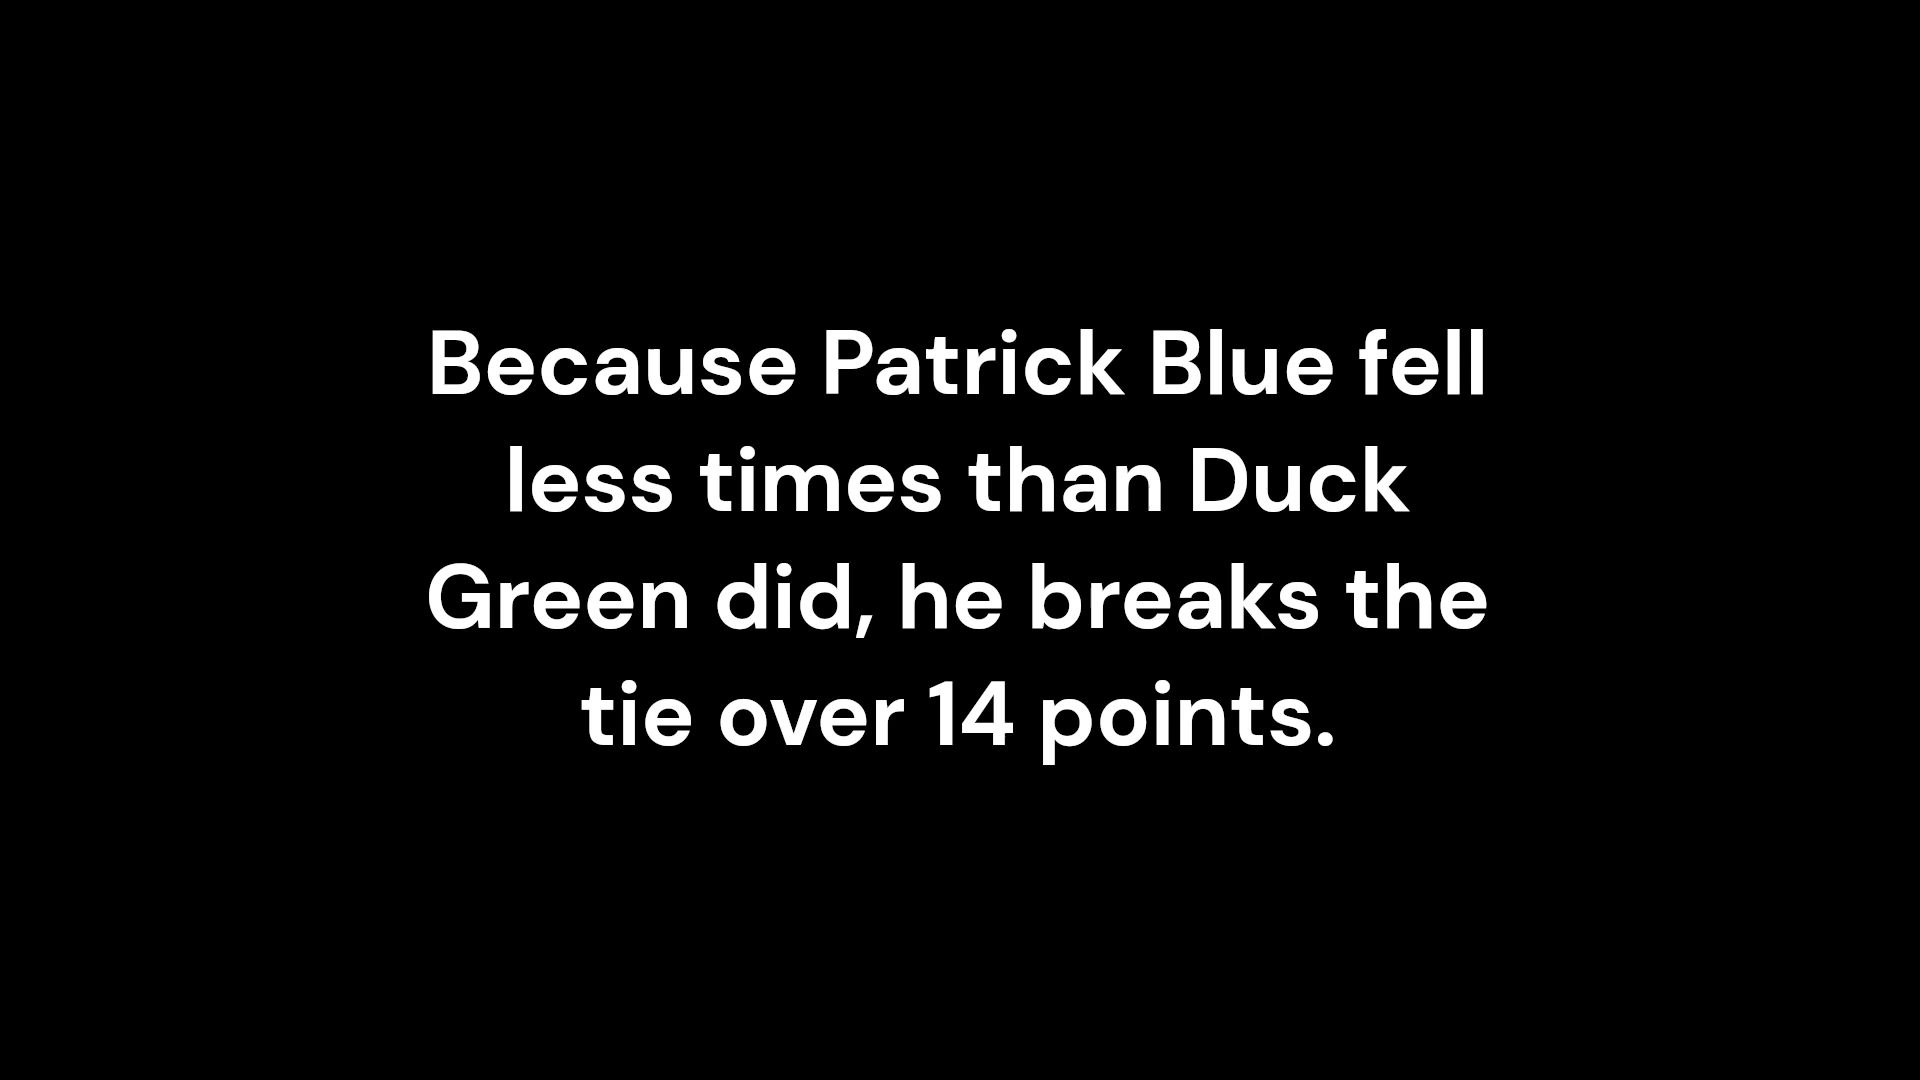 Because Patrick Blue fell
less times than Duck
Green did, he breaks the
tie over 14 points.